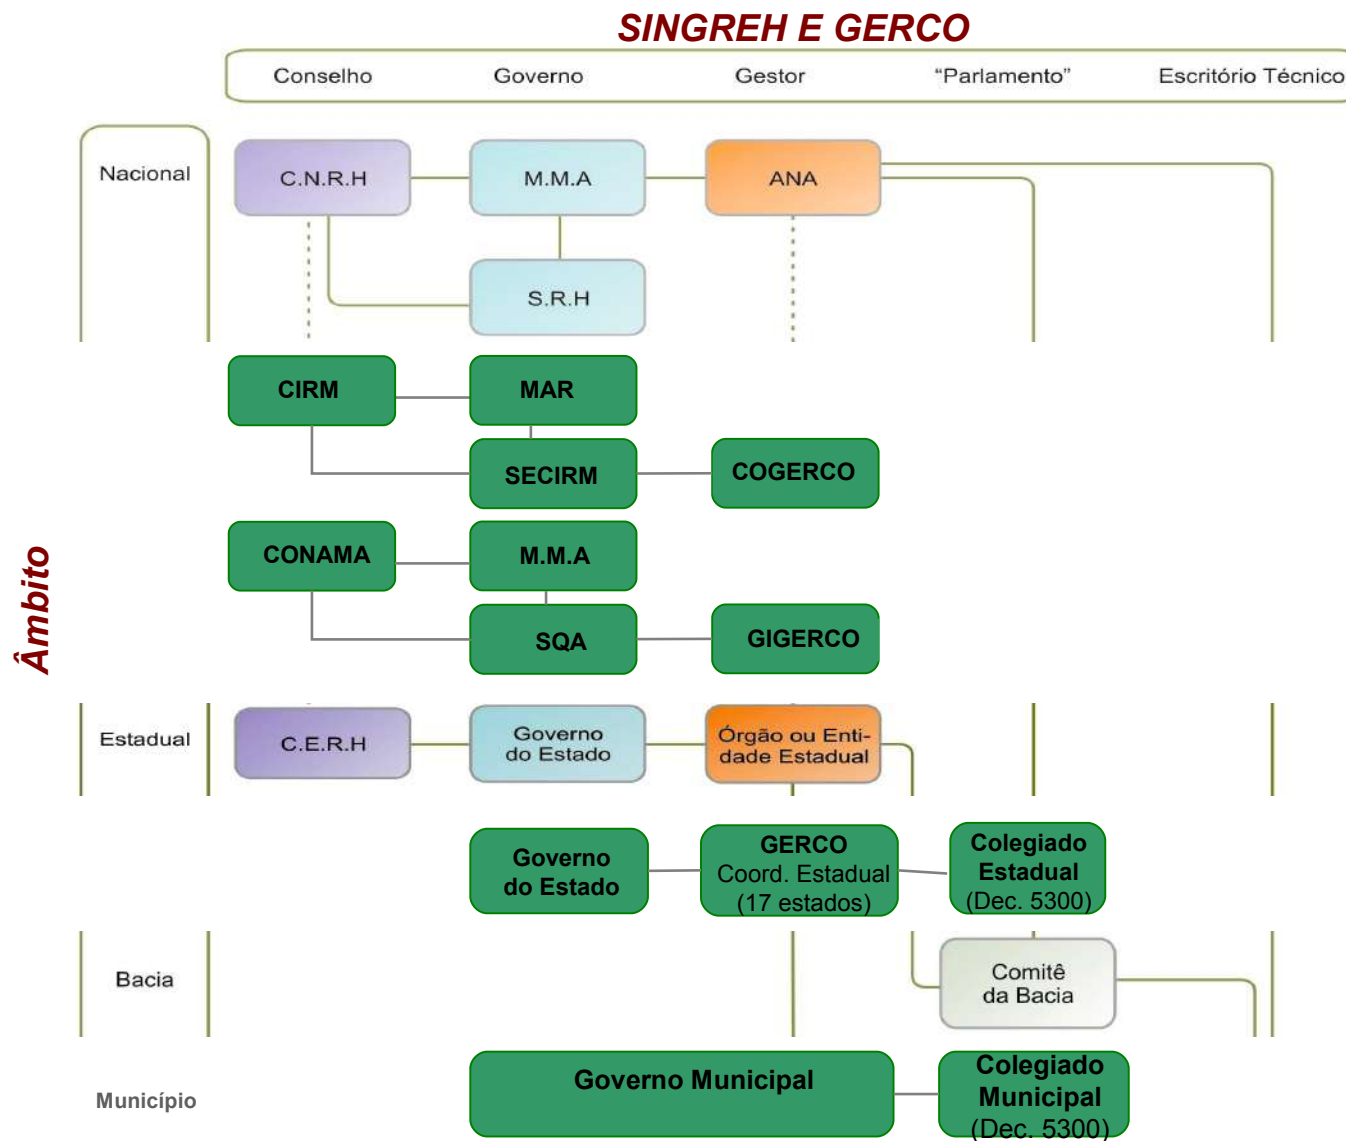 SINGREH E GERCO
Conselho
Governo
Gestor
“Parlamento”
Escritório Técnico
Nacional
C.N.R.H
M.M.A
ANA
S.R.H
CIRM
MAR
SECIRM
COGERCO
CONAMA
M.M.A
SQA
GIGERCO
Âmbito
Estadual
C.E.R.H
Governo
do Estado
Órgão ou Enti-
dade Estadual
Governo
do Estado
GERCO
Coord. Estadual
(17 estados)
Colegiado
Estadual
(Dec. 5300)
Bacia
Comitê
da Bacia
Município
Governo Municipal
Colegiado
Municipal
(Dec. 5300)